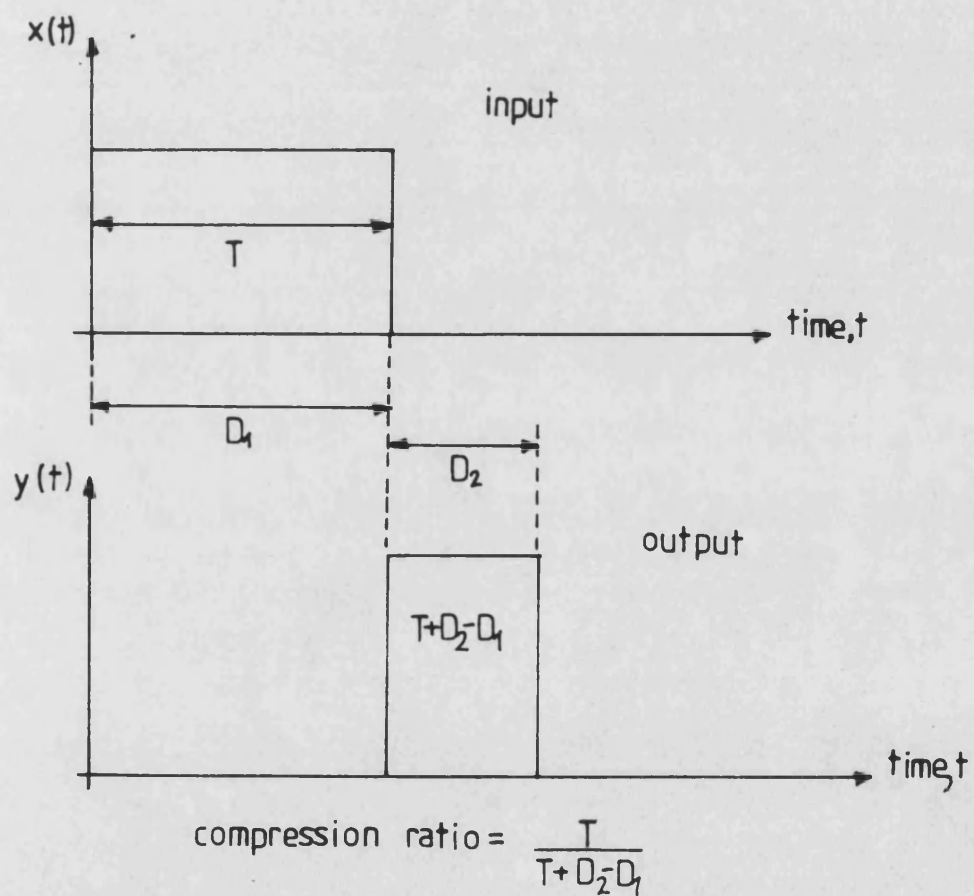 x(t)
input
T
time,t
D₁
D₂
y(t)
output
T+D₂-D₁
time,t
compression ratio = T / T+D₂-D₁